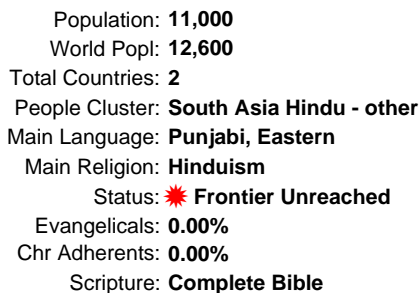 Population: 11,000
World Popl: 12,600
Total Countries: 2
People Cluster: South Asia Hindu - other
Main Language: Punjabi, Eastern
Main Religion: Hinduism
Status: Frontier Unreached
Evangelicals: 0.00%
Chr Adherents: 0.00%
Scripture: Complete Bible